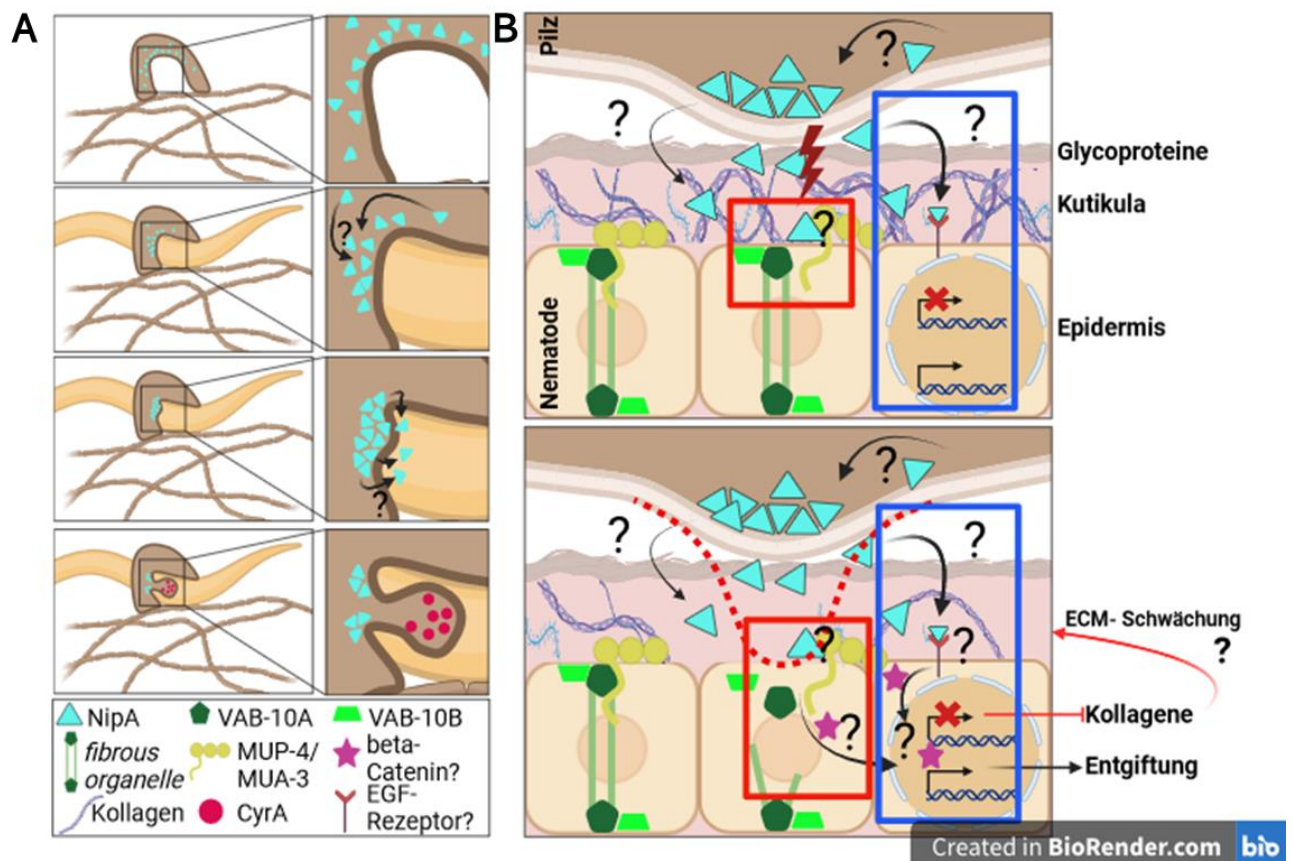 A
?
?
B
Pilz
?
?
?
?
Glycoproteine
Kutikula
Epidermis
Nematode
?
?
?
?
?
?
?
ECM- Schwächung
?
Kollagene
Entgiftung
NipA
VAB-10A
VAB-10B
fibrous
organelle
MUP-4/
MUA-3
beta-
Catenin?
Kollagen
CyrA
EGF-
Rezeptor?
Created in BioRender.com
bio